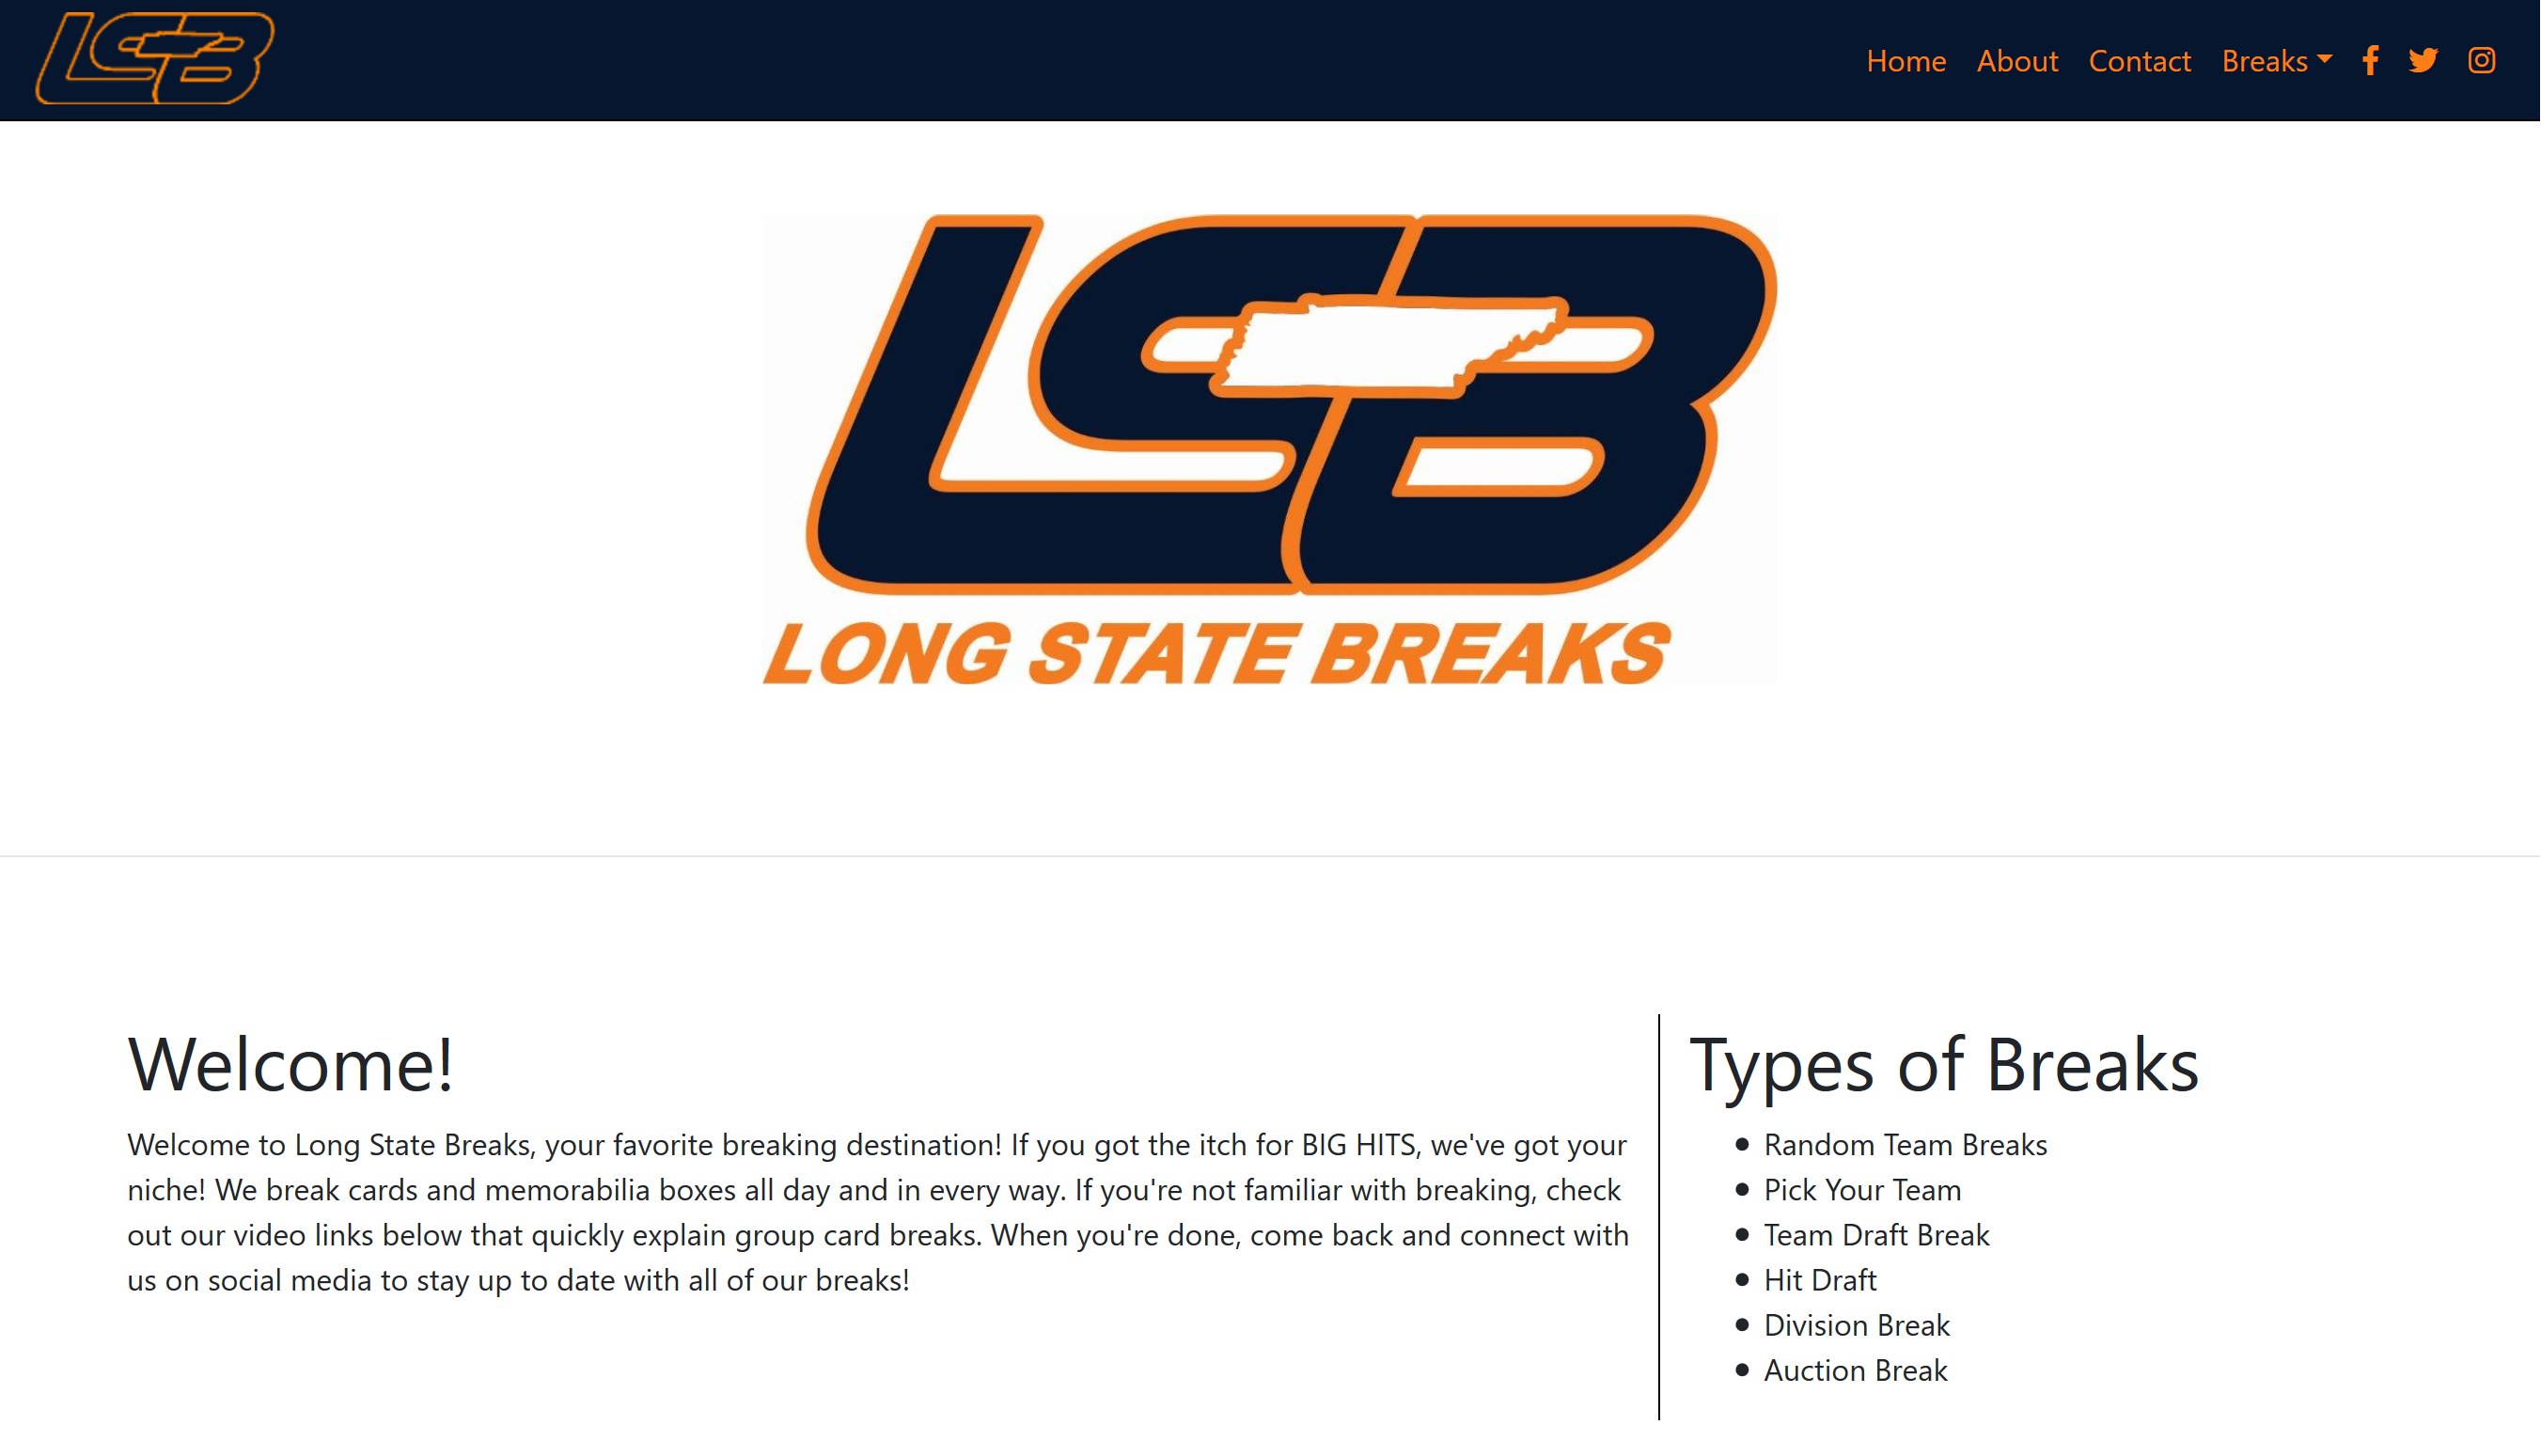 LSB
Home About Contact Breaks
LSB
LONG STATE BREAKS
Welcome!
Welcome to Long State Breaks, your favorite breaking destination! If you got the itch for BIG HITS, we've got your
niche! We break cards and memorabilia boxes all day and in every way. If you're not familiar with breaking, check
out our video links below that quickly explain group card breaks. When you're done, come back and connect with
us on social media to stay up to date with all of our breaks!
Types of Breaks
Random Team Breaks
Pick Your Team
Team Draft Break
Hit Draft
Division Break
Auction Break